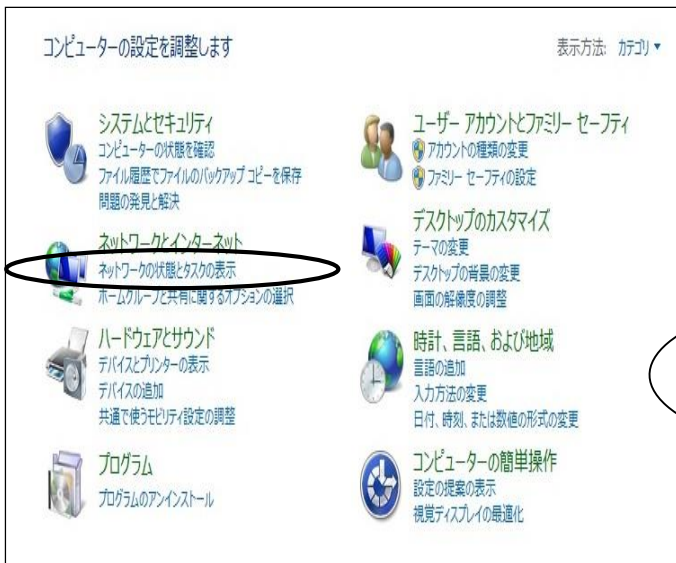 コンピューターの設定を調整します
表示方法: カテゴリ ▼
システムとセキュリティ
コンピューターの状態を確認
ファイル履歴でファイルのバックアップ コピーを保存
問題の発見と解決
ネットワークとインターネット
ネットワークの状態とタスクの表示
ホームグループと共有に関するオプションの選択
ハードウェアとサウンド
デバイスとプリンターの表示
デバイスの追加
共通で使うモビリティ設定の調整
プログラム
プログラムのアンインストール
ユーザー アカウントとファミリー セーフティ
アカウントの種類の変更
ファミリー セーフティの設定
デスクトップのカスタマイズ
テーマの変更
デスクトップの背景の変更
画面の解像度の調整
時計、言語、および地域
言語の追加
入力方法の変更
日付、時刻、または数値の形式の変更
コンピューターの簡単操作
設定の提案の表示
視覚ディスプレイの最適化